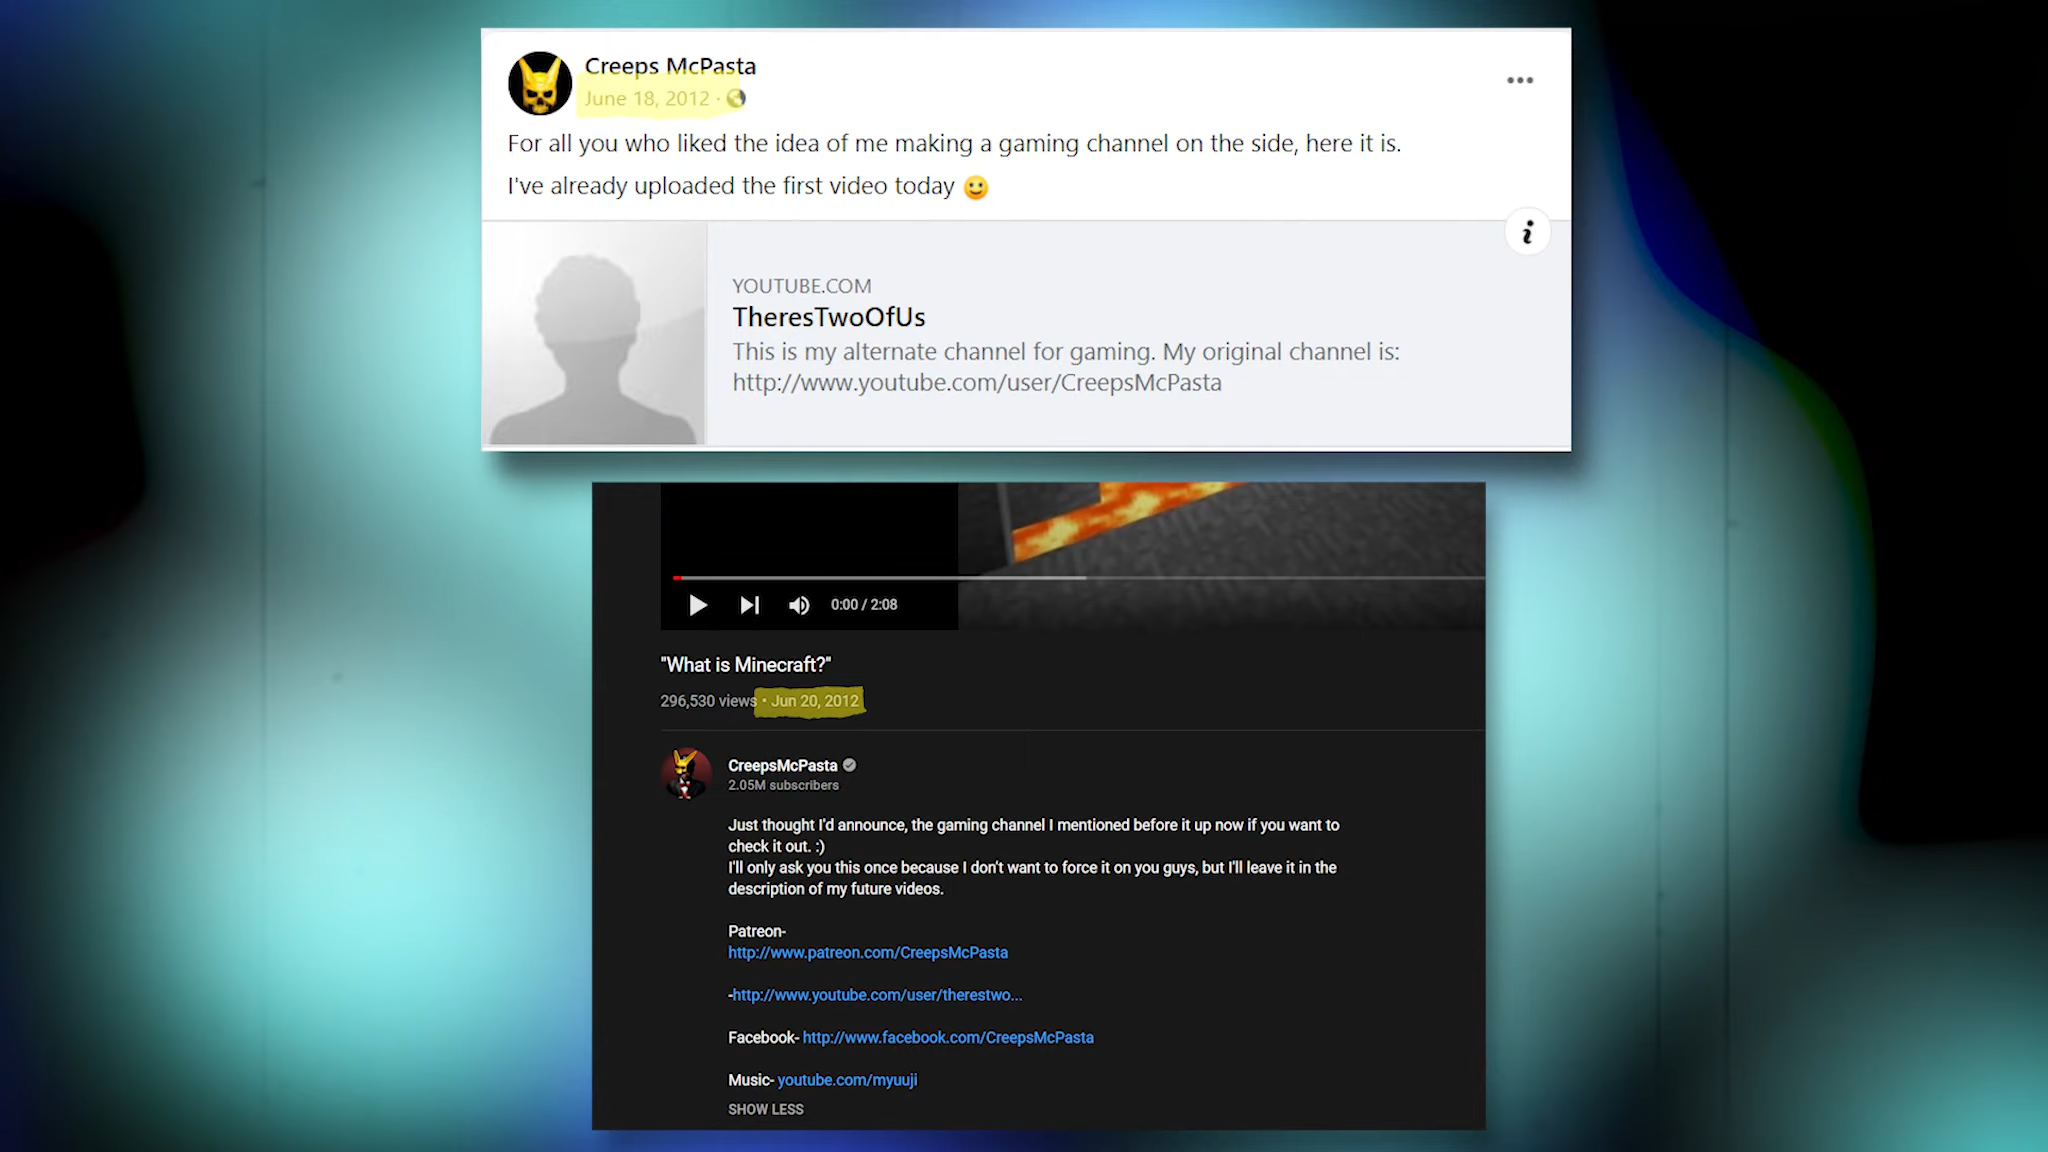 Creeps McPasta
June 18, 2012 ·
For all you who liked the idea of me making a gaming channel on the side, here it is.
I've already uploaded the first video today 🙂
i
YOUTUBE.COM
TheresTwoOfUs
This is my alternate channel for gaming. My original channel is:
http://www.youtube.com/user/CreepsMcPasta
0:00 / 2:08
"What is Minecraft?"
296,530 views • Jun 20, 2012
CreepsMcPasta
2.05M subscribers
Just thought I'd announce, the gaming channel I mentioned before it up now if you want to
check it out. :)
I'll only ask you this once because I don't want to force it on you guys, but I'll leave it in the
description of my future videos.
Patreon-
http://www.patreon.com/CreepsMcPasta
-http://www.youtube.com/user/therestwo...
Facebook- http://www.facebook.com/CreepsMcPasta
Music- youtube.com/myuuji
SHOW LESS